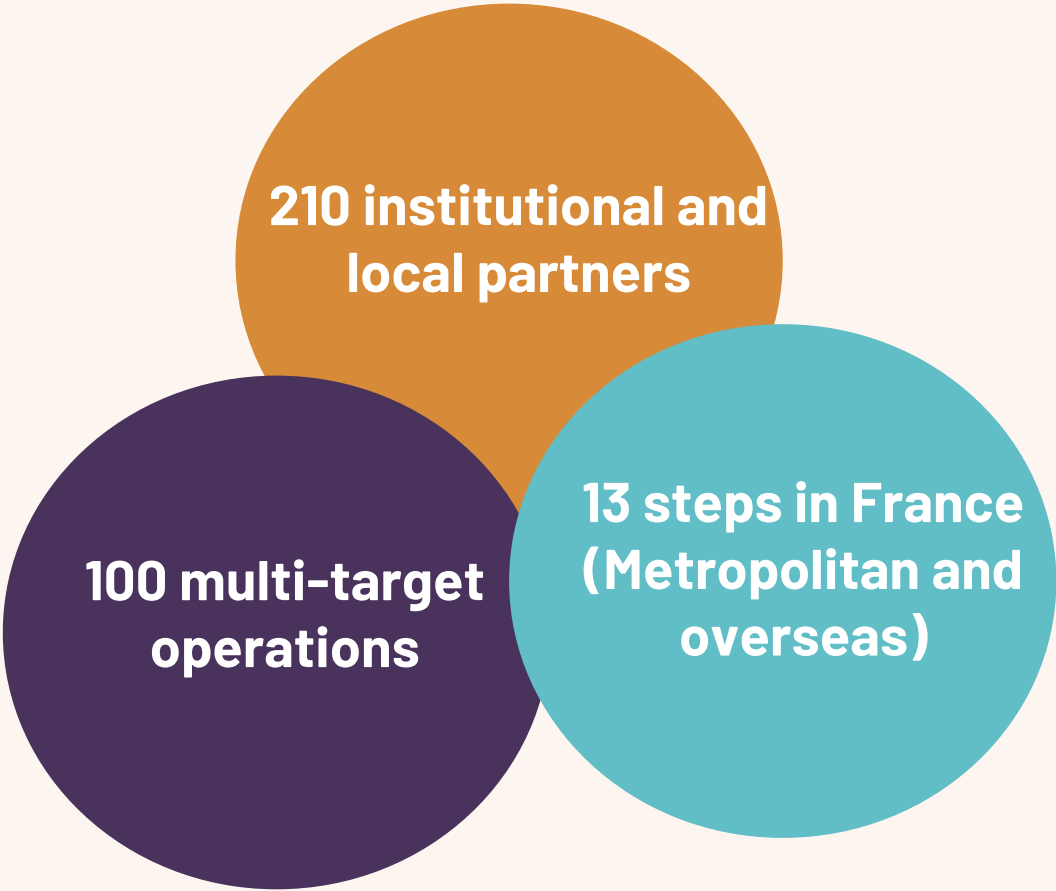 210 institutional and
local partners
13 steps in France
(Metropolitan and
overseas)
100 multi-target
operations